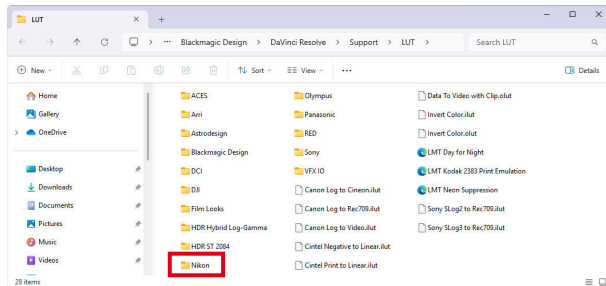 LUT
... Blackmagic Design > DaVinci Resolve > Support > LUT >
Search LUT
New
Sort
View
...
Details
Home
Gallery
OneDrive
Desktop
Downloads
Documents
Pictures
Music
Videos
ACES
Arri
Astrodesign
Blackmagic Design
DCI
DJI
Film Looks
HDR Hybrid Log-Gamma
HDR ST 2084
Nikon
Olympus
Panasonic
RED
Sony
VFX IO
Canon Log to Cineon.ilut
Canon Log to Rec709.ilut
Canon Log to Video.ilut
Cintel Negative to Linear.ilut
Cintel Print to Linear.ilut
Data To Video with Clip.olut
Invert Color.ilut
Invert Color.olut
LMT Day for Night
LMT Kodak 2383 Print Emulation
LMT Neon Suppression
Sony SLog2 to Rec709.ilut
Sony SLog3 to Rec709.ilut
28 items